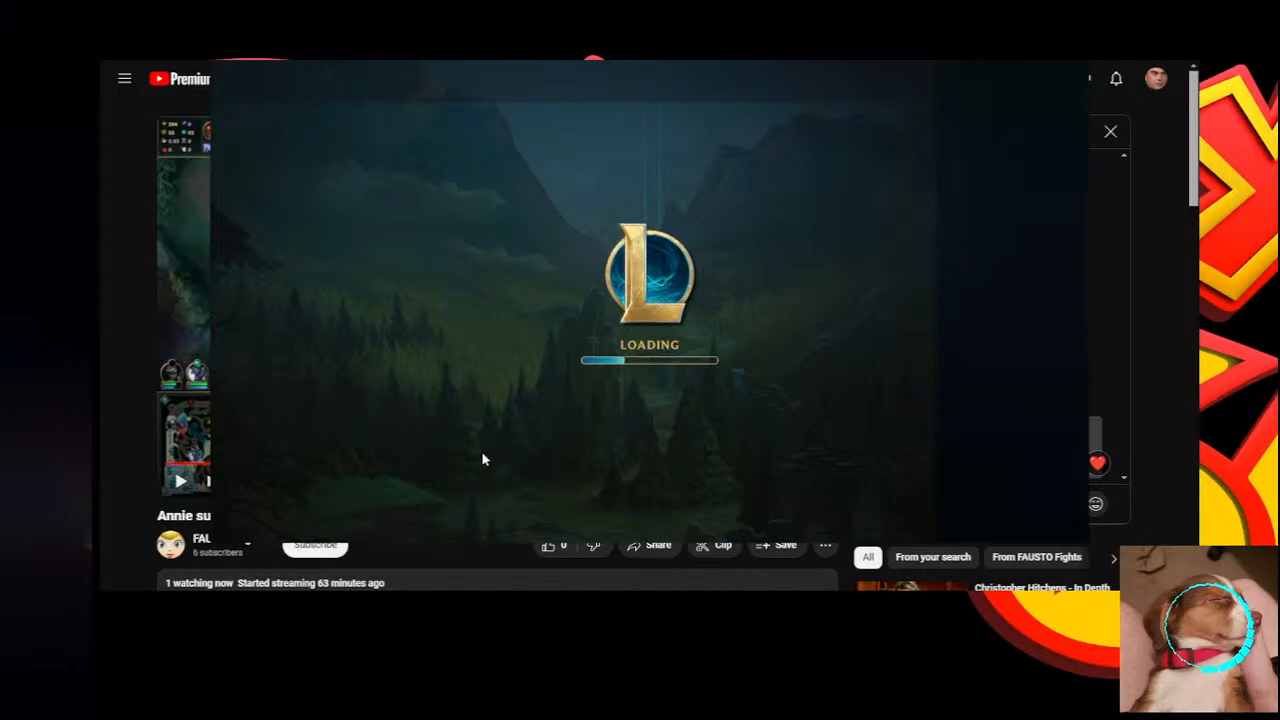 Premium
LOADING
Annie su
FAU
6 subscribers
Subscribe
0
Share
Clip
Save
1 watching now Started streaming 63 minutes ago
All
From your search
From FAUSTO Fights
Christopher Hitchens - In Depth